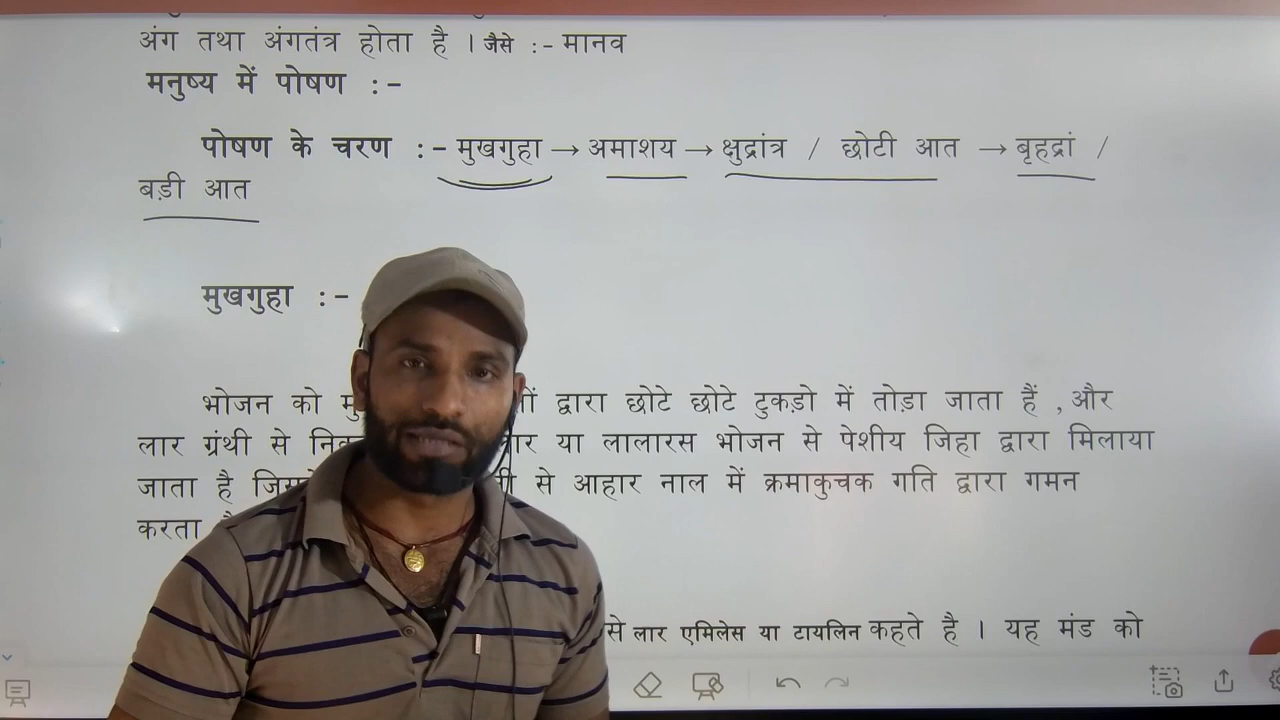 अंग तथा अंगतंत्र होता है । जैसे :- मानव
मनुष्य में पोषण :-
पोषण के चरण :- मुखगुहा → अमाशय → क्षुद्रांत्र / छोटी आत → बृहद्रां /
बड़ी आत
मुखगुहा :-
भोजन को द्वारा छोटे छोटे टुकड़ो में तोड़ा जाता हैं , और
लार ग्रंथी से या लालारस भोजन से पेशीय जिहा द्वारा मिलाया
जाता है से आहार नाल में क्रमाकुचक गति द्वारा गमन
करता
से लार एमिलेस या टायलिन कहते है । यह मंड को